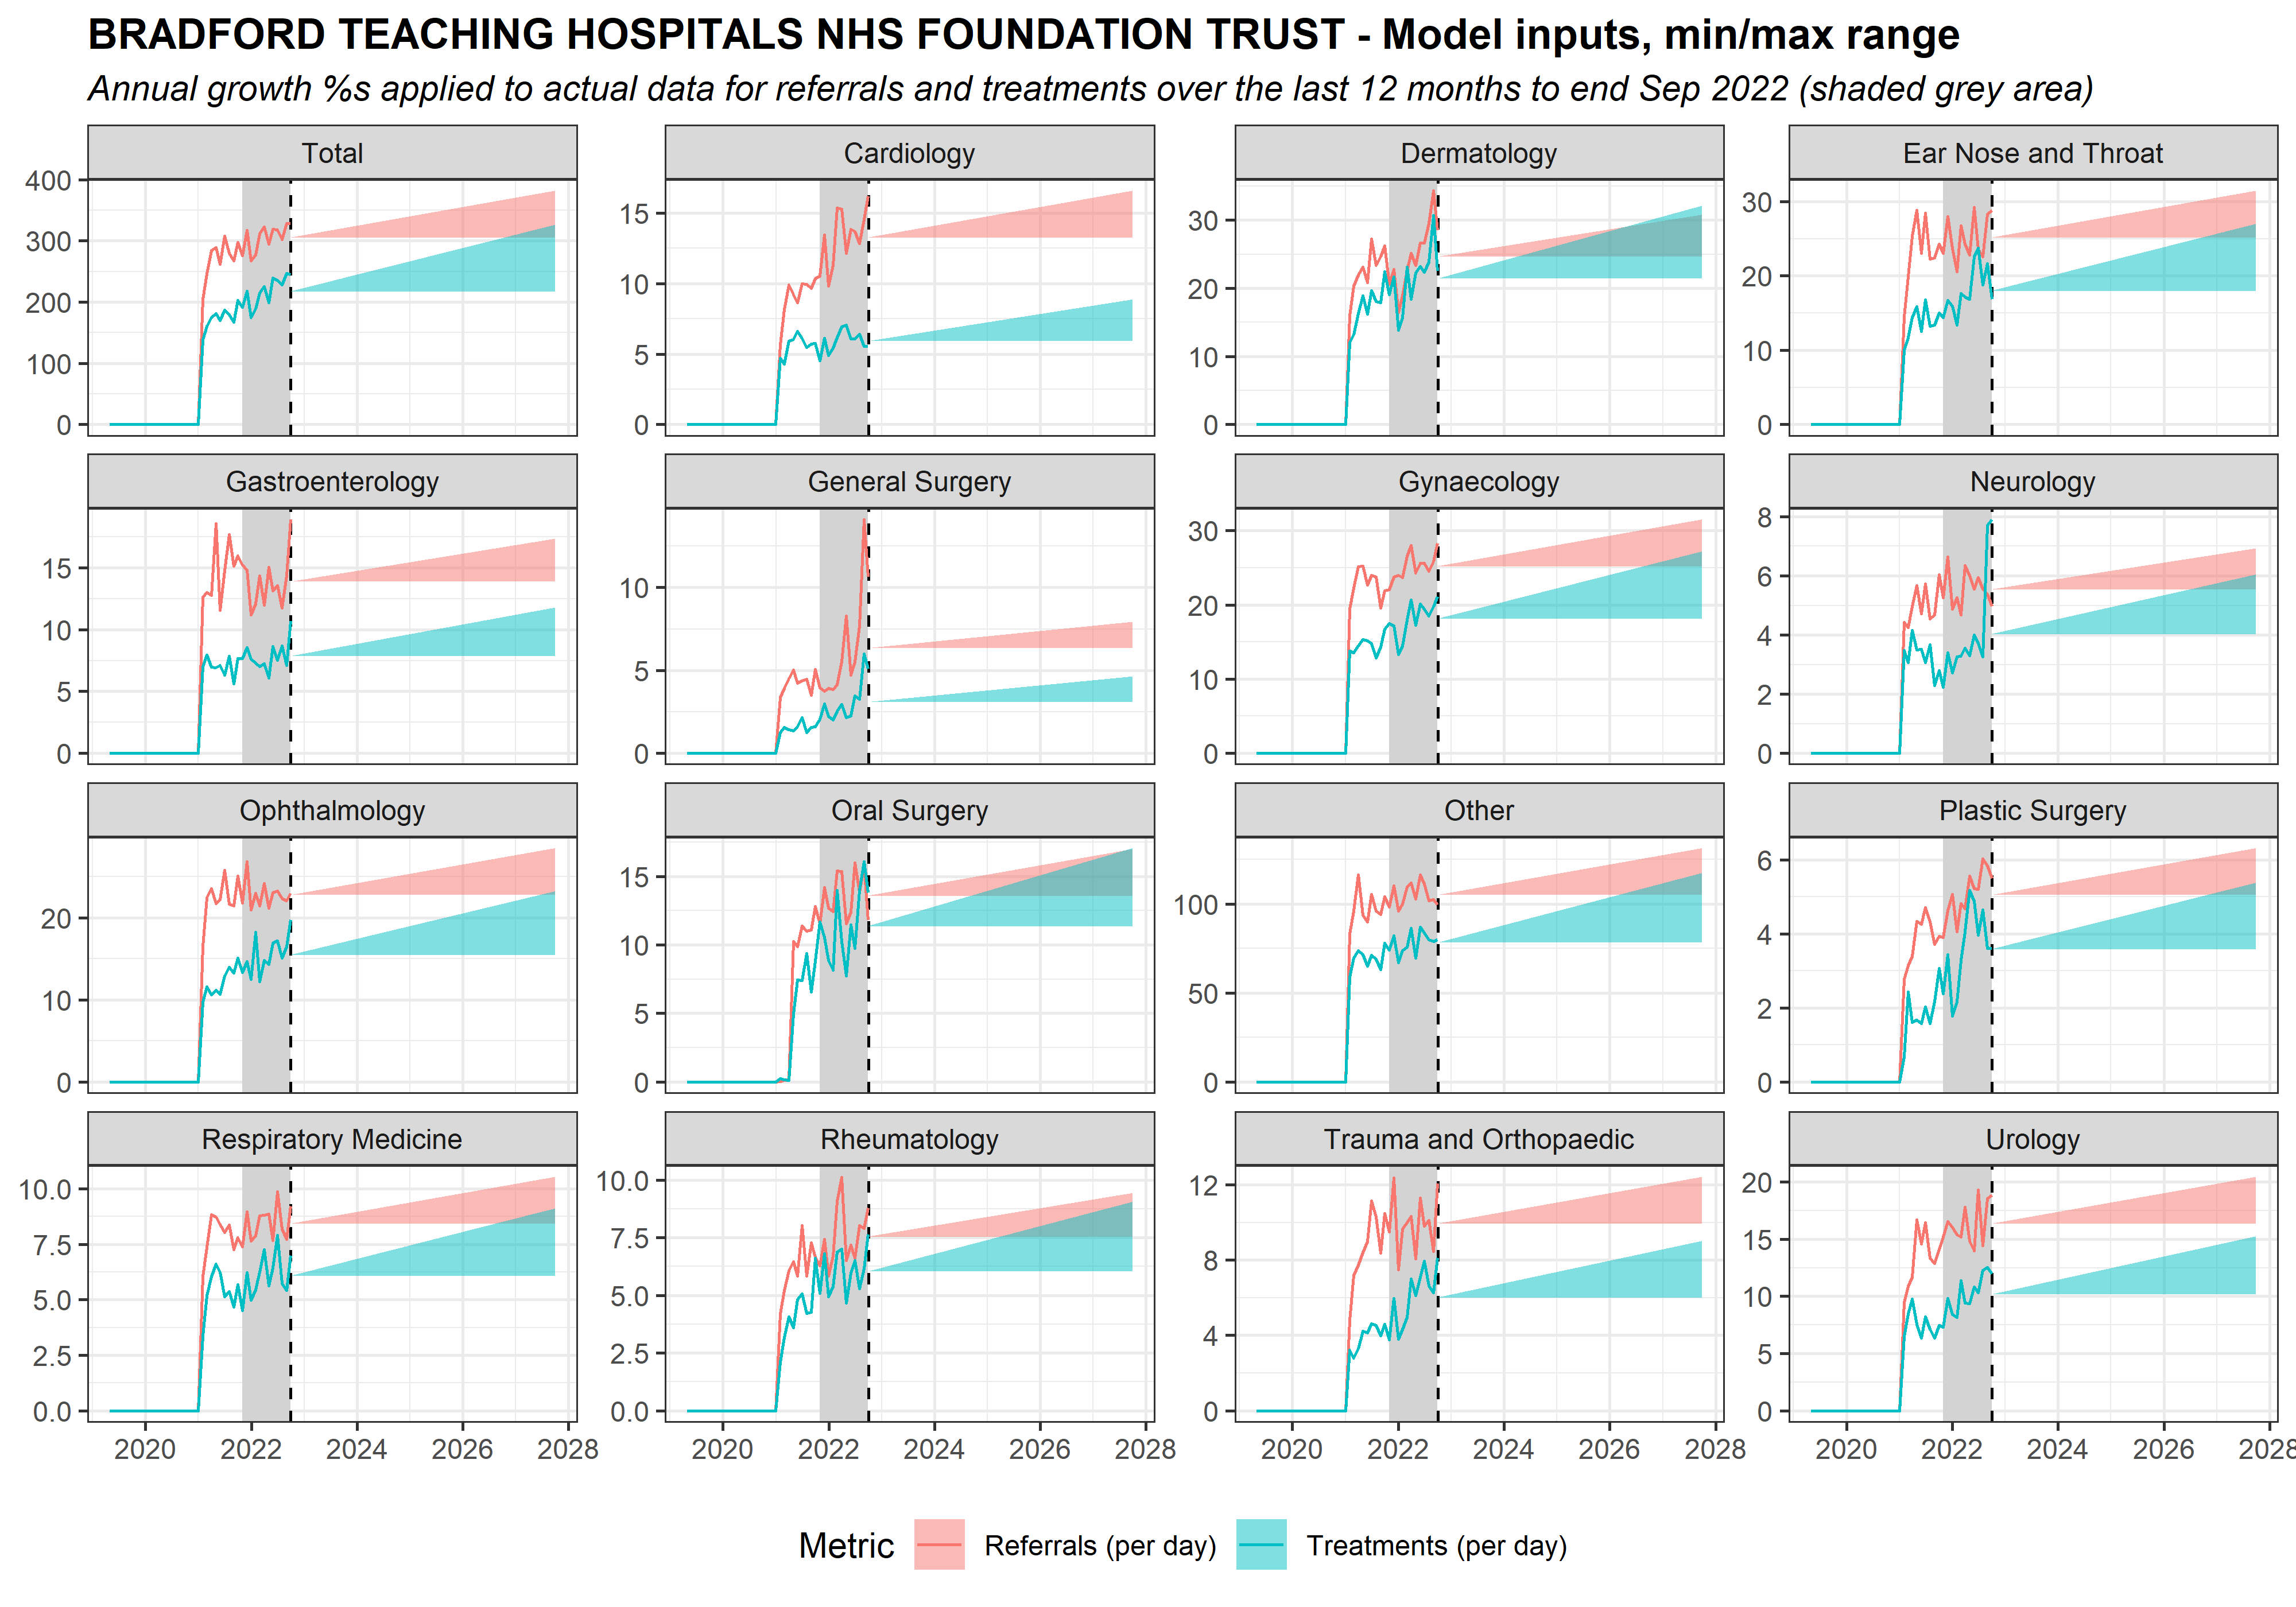 BRADFORD TEACHING HOSPITALS NHS FOUNDATION TRUST - Model inputs, min/max range
Annual growth %s applied to actual data for referrals and treatments over the last 12 months to end Sep 2022 (shaded grey area)
Total
Cardiology
Dermatology
Ear Nose and Throat
400
300
200
100
0
15
10
5
0
30
20
10
0
30
20
10
0
Gastroenterology
General Surgery
Gynaecology
Neurology
15
10
5
0
10
5
0
30
20
10
0
8
6
4
2
0
Ophthalmology
Oral Surgery
Other
Plastic Surgery
20
10
0
15
10
5
0
100
50
0
6
4
2
0
Respiratory Medicine
Rheumatology
Trauma and Orthopaedic
Urology
10.0
7.5
5.0
2.5
0.0
10.0
7.5
5.0
2.5
0.0
12
8
4
0
20
15
10
5
0
2020 2022 2024 2026 2028
2020 2022 2024 2026 2028
2020 2022 2024 2026 2028
2020 2022 2024 2026 2028
Metric Referrals (per day) Treatments (per day)